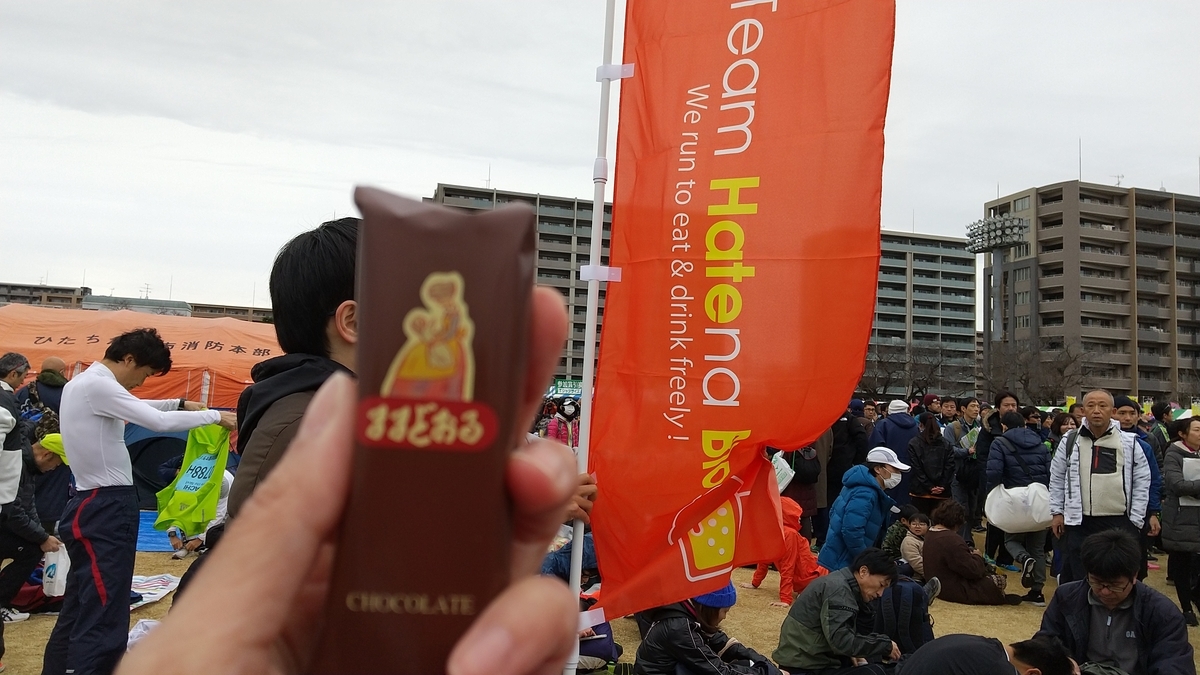 Team Hatena
We run to eat & drink freely!
ままどおる
CHOCOLATE
ひたち
市消防本部